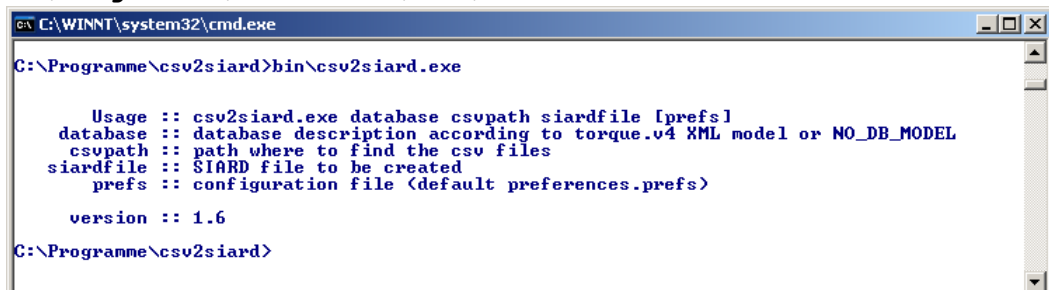 C:\WINNT\system32\cmd.exe
C:\Programme\csv2siard>bin\csv2siard.exe
Usage :: csv2siard.exe database csvpath siardfile [prefs]
database :: database description according to torque.v4 XML model or NO_DB_MODEL
csvpath :: path where to find the csv files
siardfile :: SIARD file to be created
prefs :: configuration file (default preferences.prefs)
version :: 1.6
C:\Programme\csv2siard>